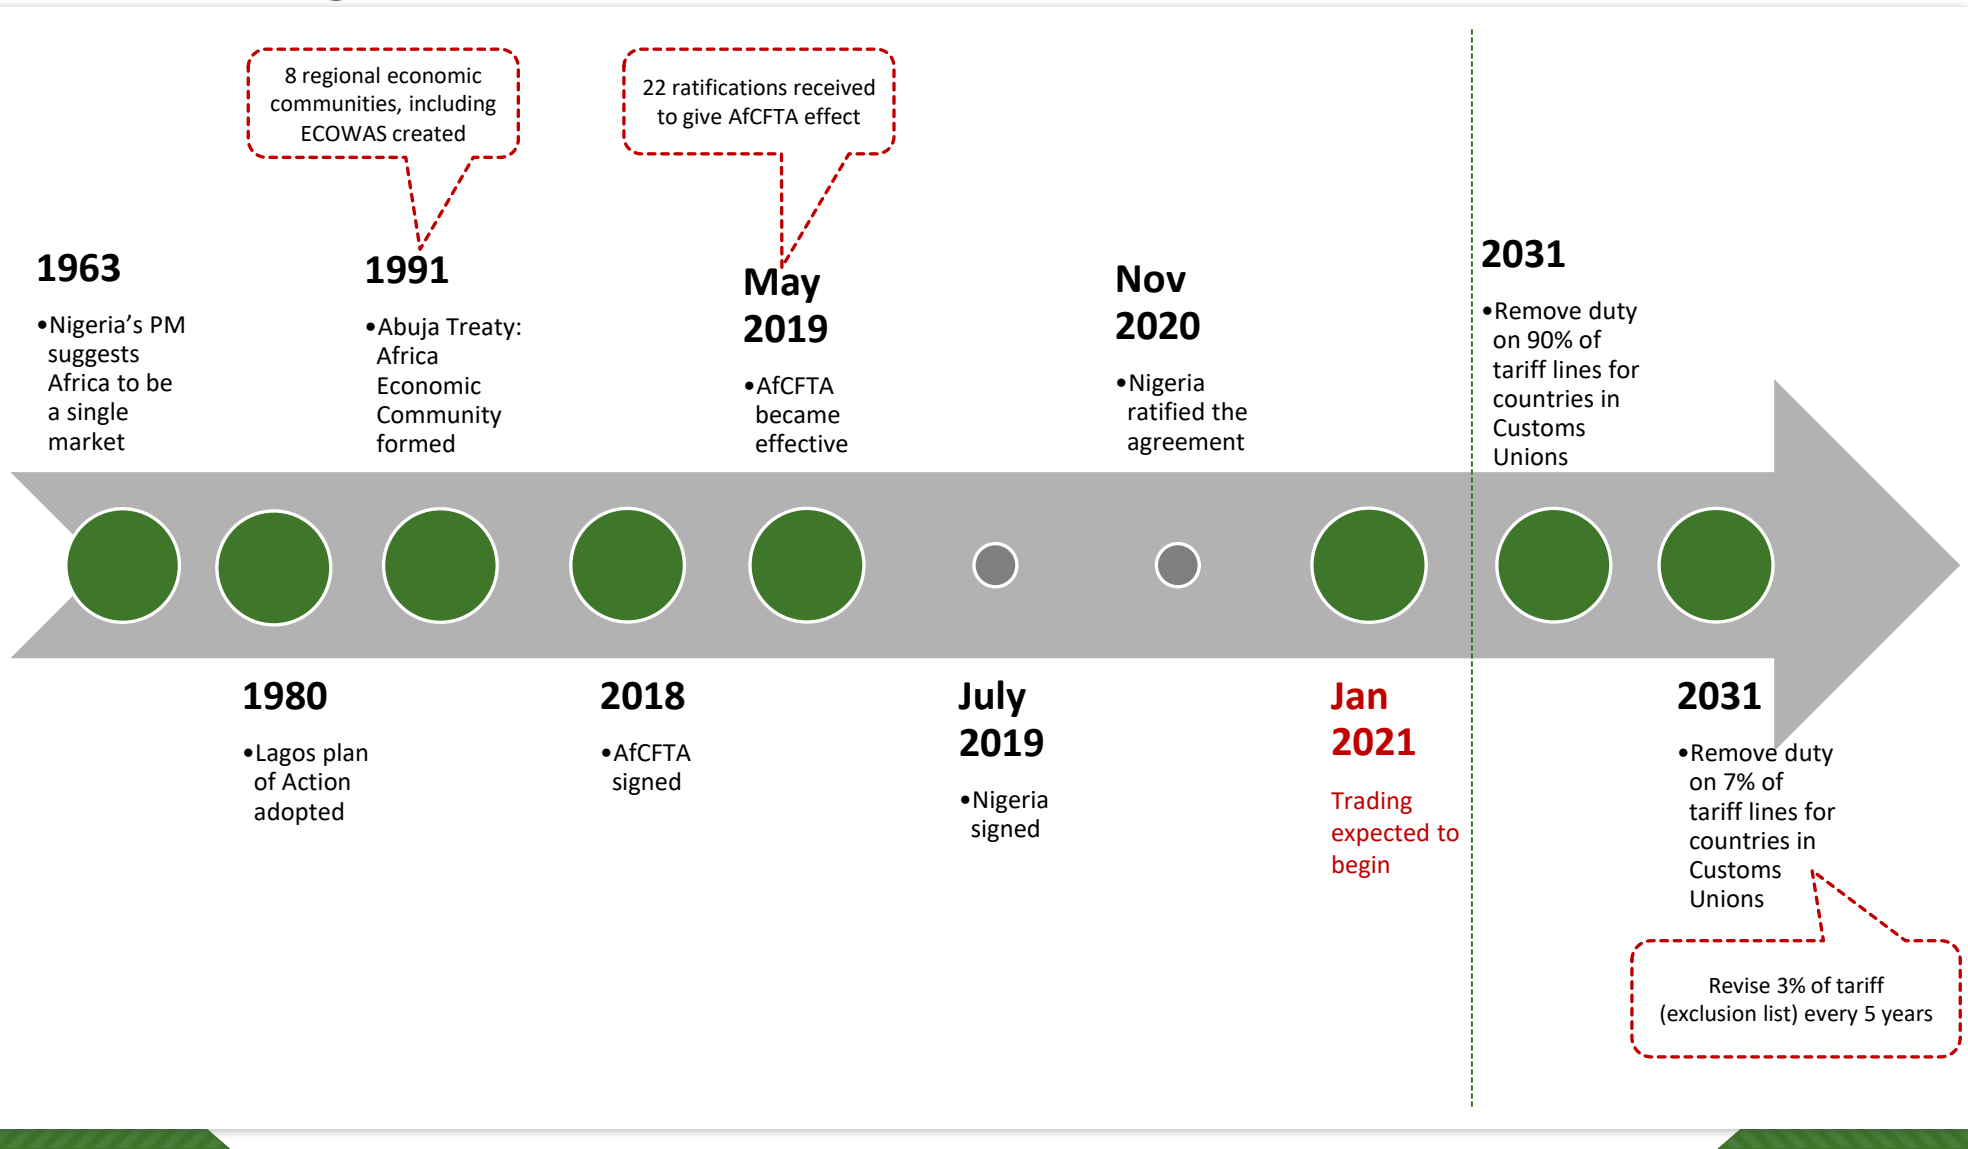 8 regional economic
communities, including
ECOWAS created
22 ratifications received
to give AfCFTA effect
1963
•Nigeria’s PM
suggests
Africa to be
a single
market
1991
•Abuja Treaty:
Africa
Economic
Community
formed
May
2019
•AfCFTA
became
effective
Nov
2020
•Nigeria
ratified the
agreement
2031
•Remove duty
on 90% of
tariff lines for
countries in
Customs
Unions
1980
•Lagos plan
of Action
adopted
2018
•AfCFTA
signed
July
2019
•Nigeria
signed
Jan
2021
Trading
expected to
begin
2031
•Remove duty
on 7% of
tariff lines for
countries in
Customs
Unions
Revise 3% of tariff
(exclusion list) every 5 years